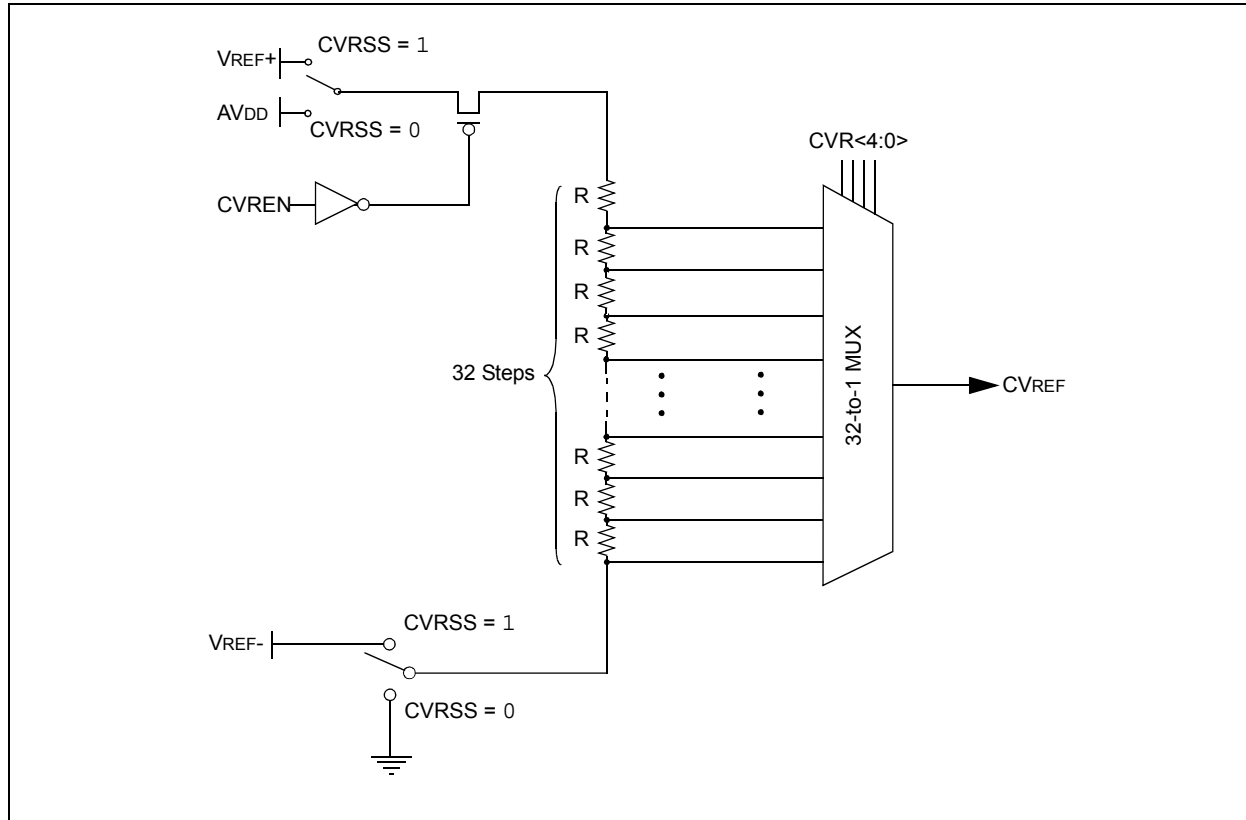 CVRSS = 1
VREF+
AVDD
CVRSS = 0
CVREN
CVR<4:0>
R
R
R
R
32 Steps
32-to-1 MUX
CVREF
R
R
R
CVRSS = 1
VREF-
CVRSS = 0